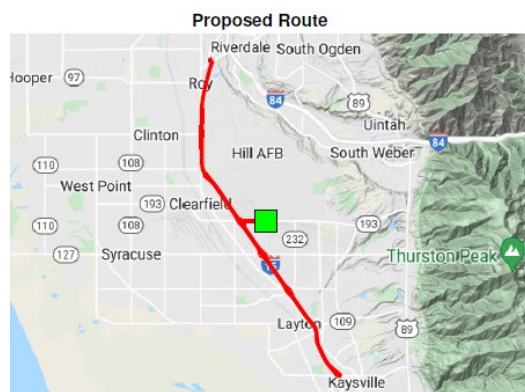 Proposed Route
Riverdale
South Ogden
Hooper
97
Roy
84
89
Uintah
Clinton
84
Hill AFB
South Weber
110
108
West Point
193
Clearfield
110
108
193
232
127
Syracuse
15
Thurston Peak
Layton
109
89
Kaysville